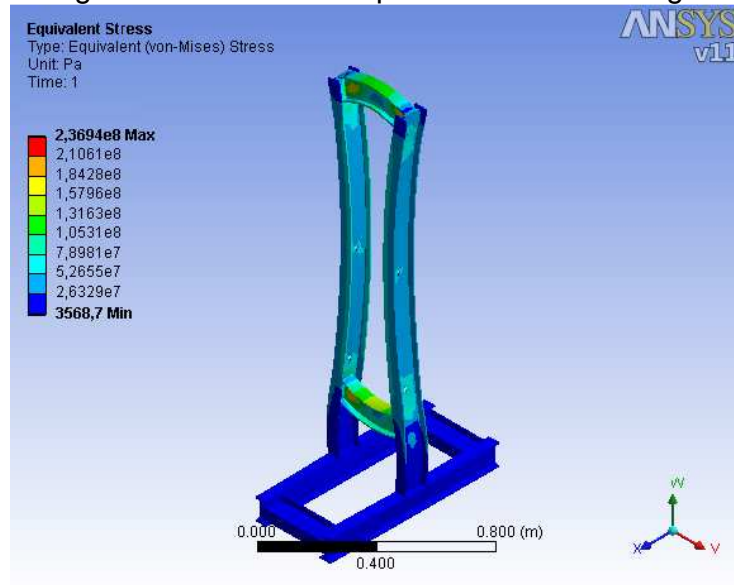 Equivalent Stress
Type: Equivalent (von-Mises) Stress
Unit: Pa
Time: 1
2,3694e8 Max
2,1061e8
1,8428e8
1,5796e8
1,3163e8
1,0531e8
7,8981e7
5,2655e7
2,6329e7
3568,7 Min
ANSYS
v11
0.000
0.800 (m)
0.400
W
X